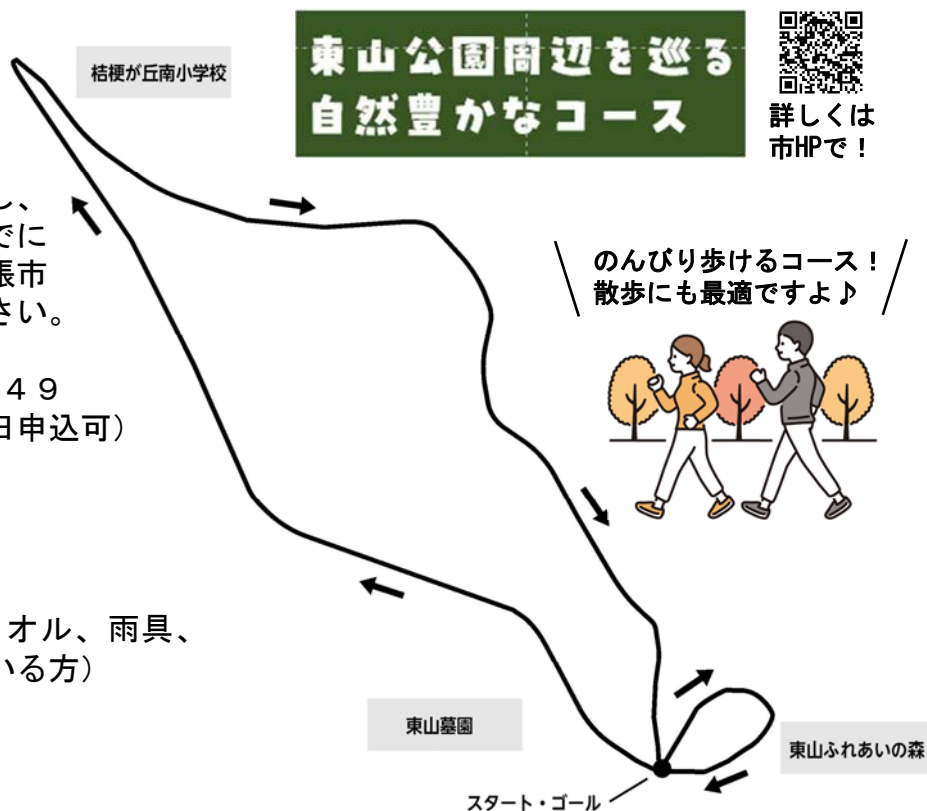 桔梗が丘南小学校
東山公園周辺を巡る
自然豊かなコース
詳しくは
市HPで！
し、
でに
張市
さい。
４９
日申込可）
のんびり歩けるコース！
散歩にも最適ですよ♪
オル、雨具、
いる方）
東山墓園
東山ふれあいの森
スタート・ゴール